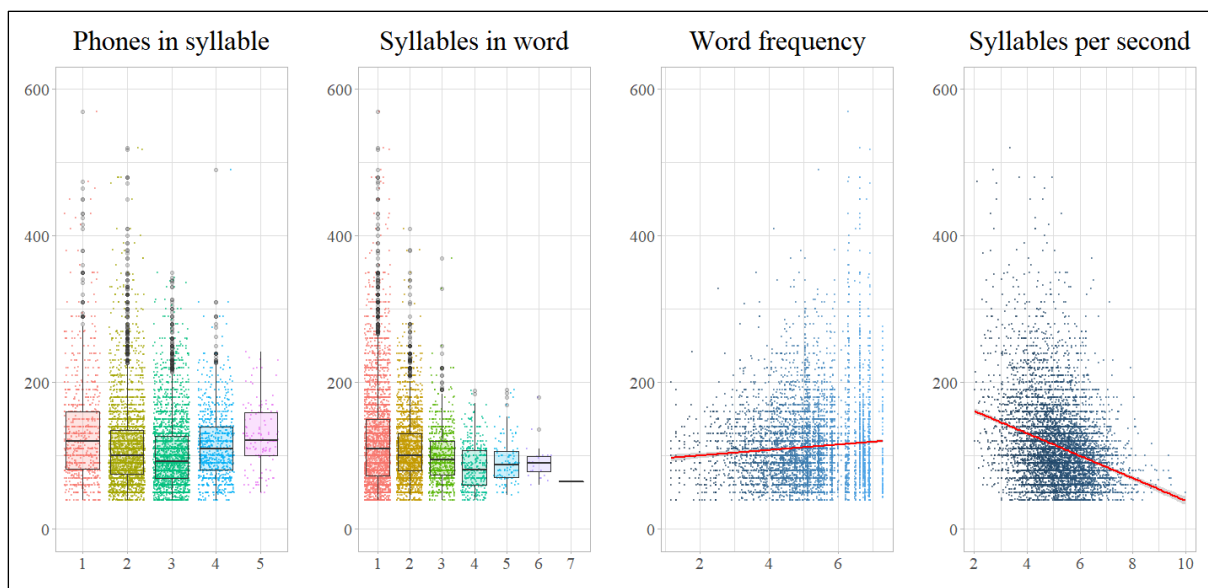 Phones in syllable Syllables in word Word frequency Syllables per second
600 600 600 600
400 400 400 400
200 200 200 200
0 0 0 0
1 2 3 4 5 1 2 3 4 5 6 7 2 4 6 2 4 6 8 10